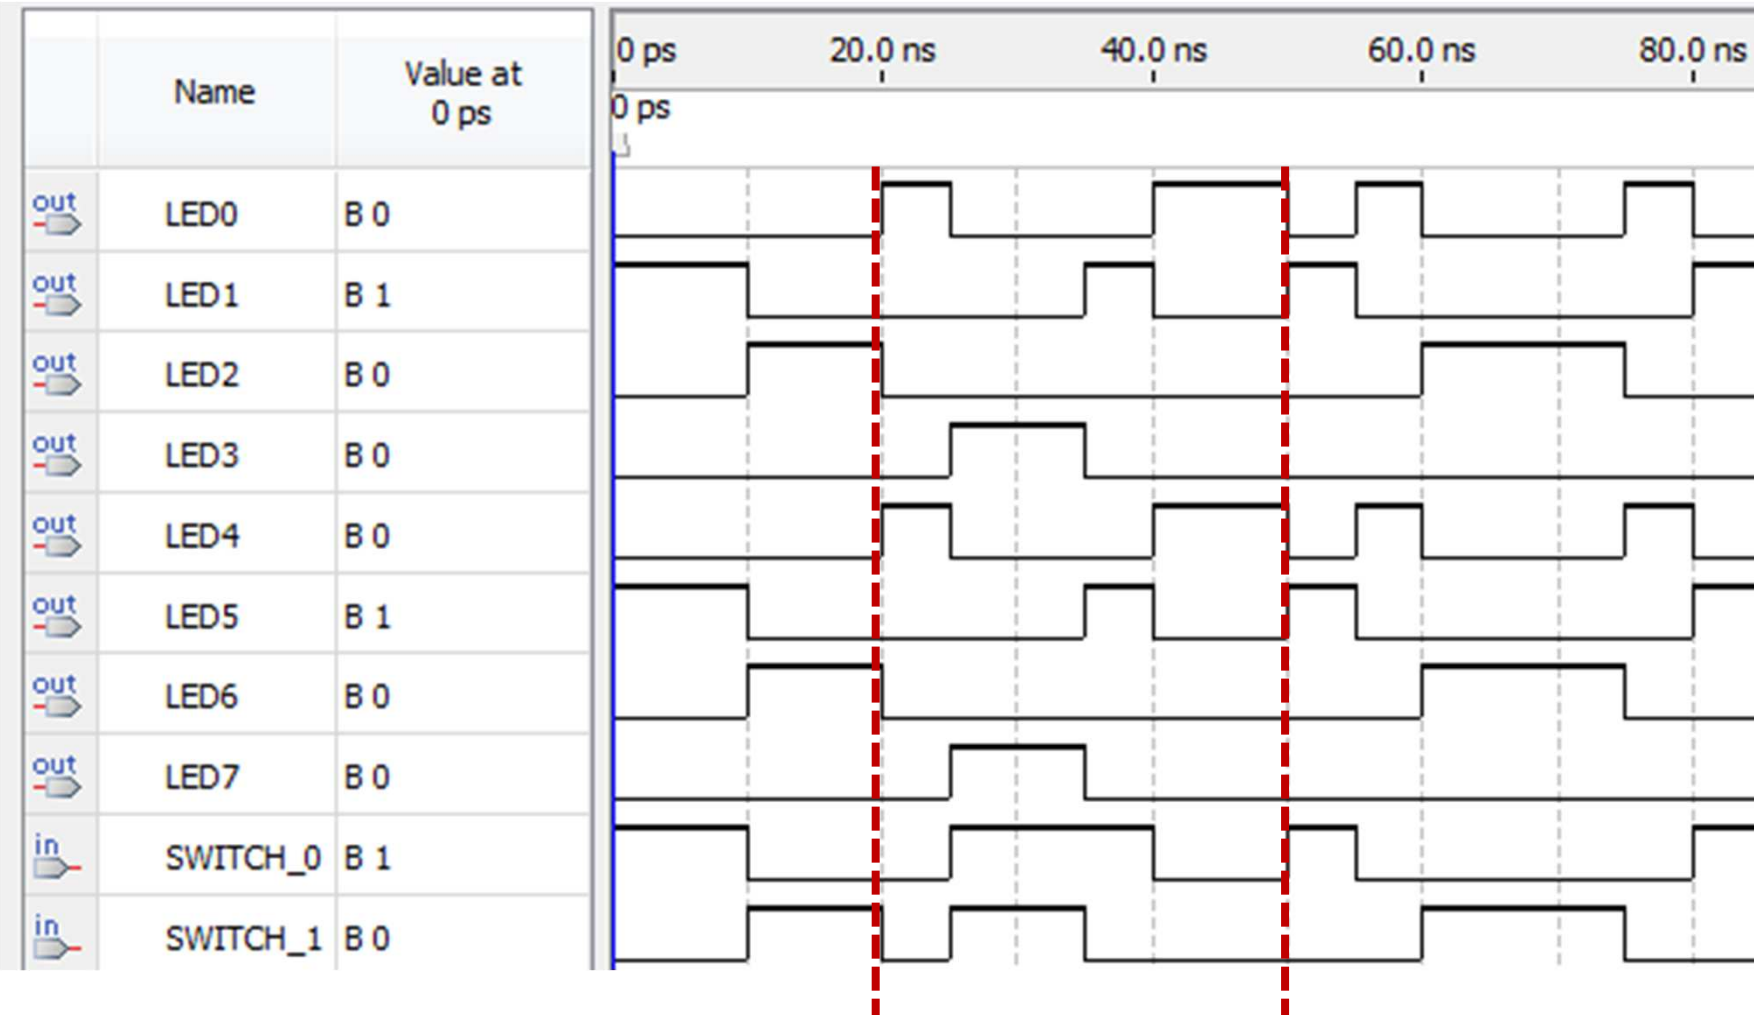 Name
Value at
0 ps
0 ps 20.0 ns 40.0 ns 60.0 ns 80.0 ns
0 ps
out LED0 B 0
out LED1 B 1
out LED2 B 0
out LED3 B 0
out LED4 B 0
out LED5 B 1
out LED6 B 0
out LED7 B 0
in SWITCH_0 B 1
in SWITCH_1 B 0